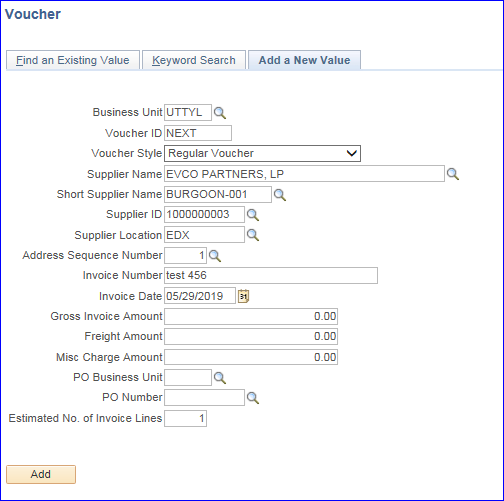 Voucher
Find an Existing Value Keyword Search Add a New Value
Business Unit UTTYL
Voucher ID NEXT
Voucher Style Regular Voucher
Supplier Name EVCO PARTNERS, LP
Short Supplier Name BURGOON-001
Supplier ID 1000000003
Supplier Location EDX
Address Sequence Number 1
Invoice Number test 456
Invoice Date 05/29/2019 31
Gross Invoice Amount 0.00
Freight Amount 0.00
Misc Charge Amount 0.00
PO Business Unit
PO Number
Estimated No. of Invoice Lines 1
Add